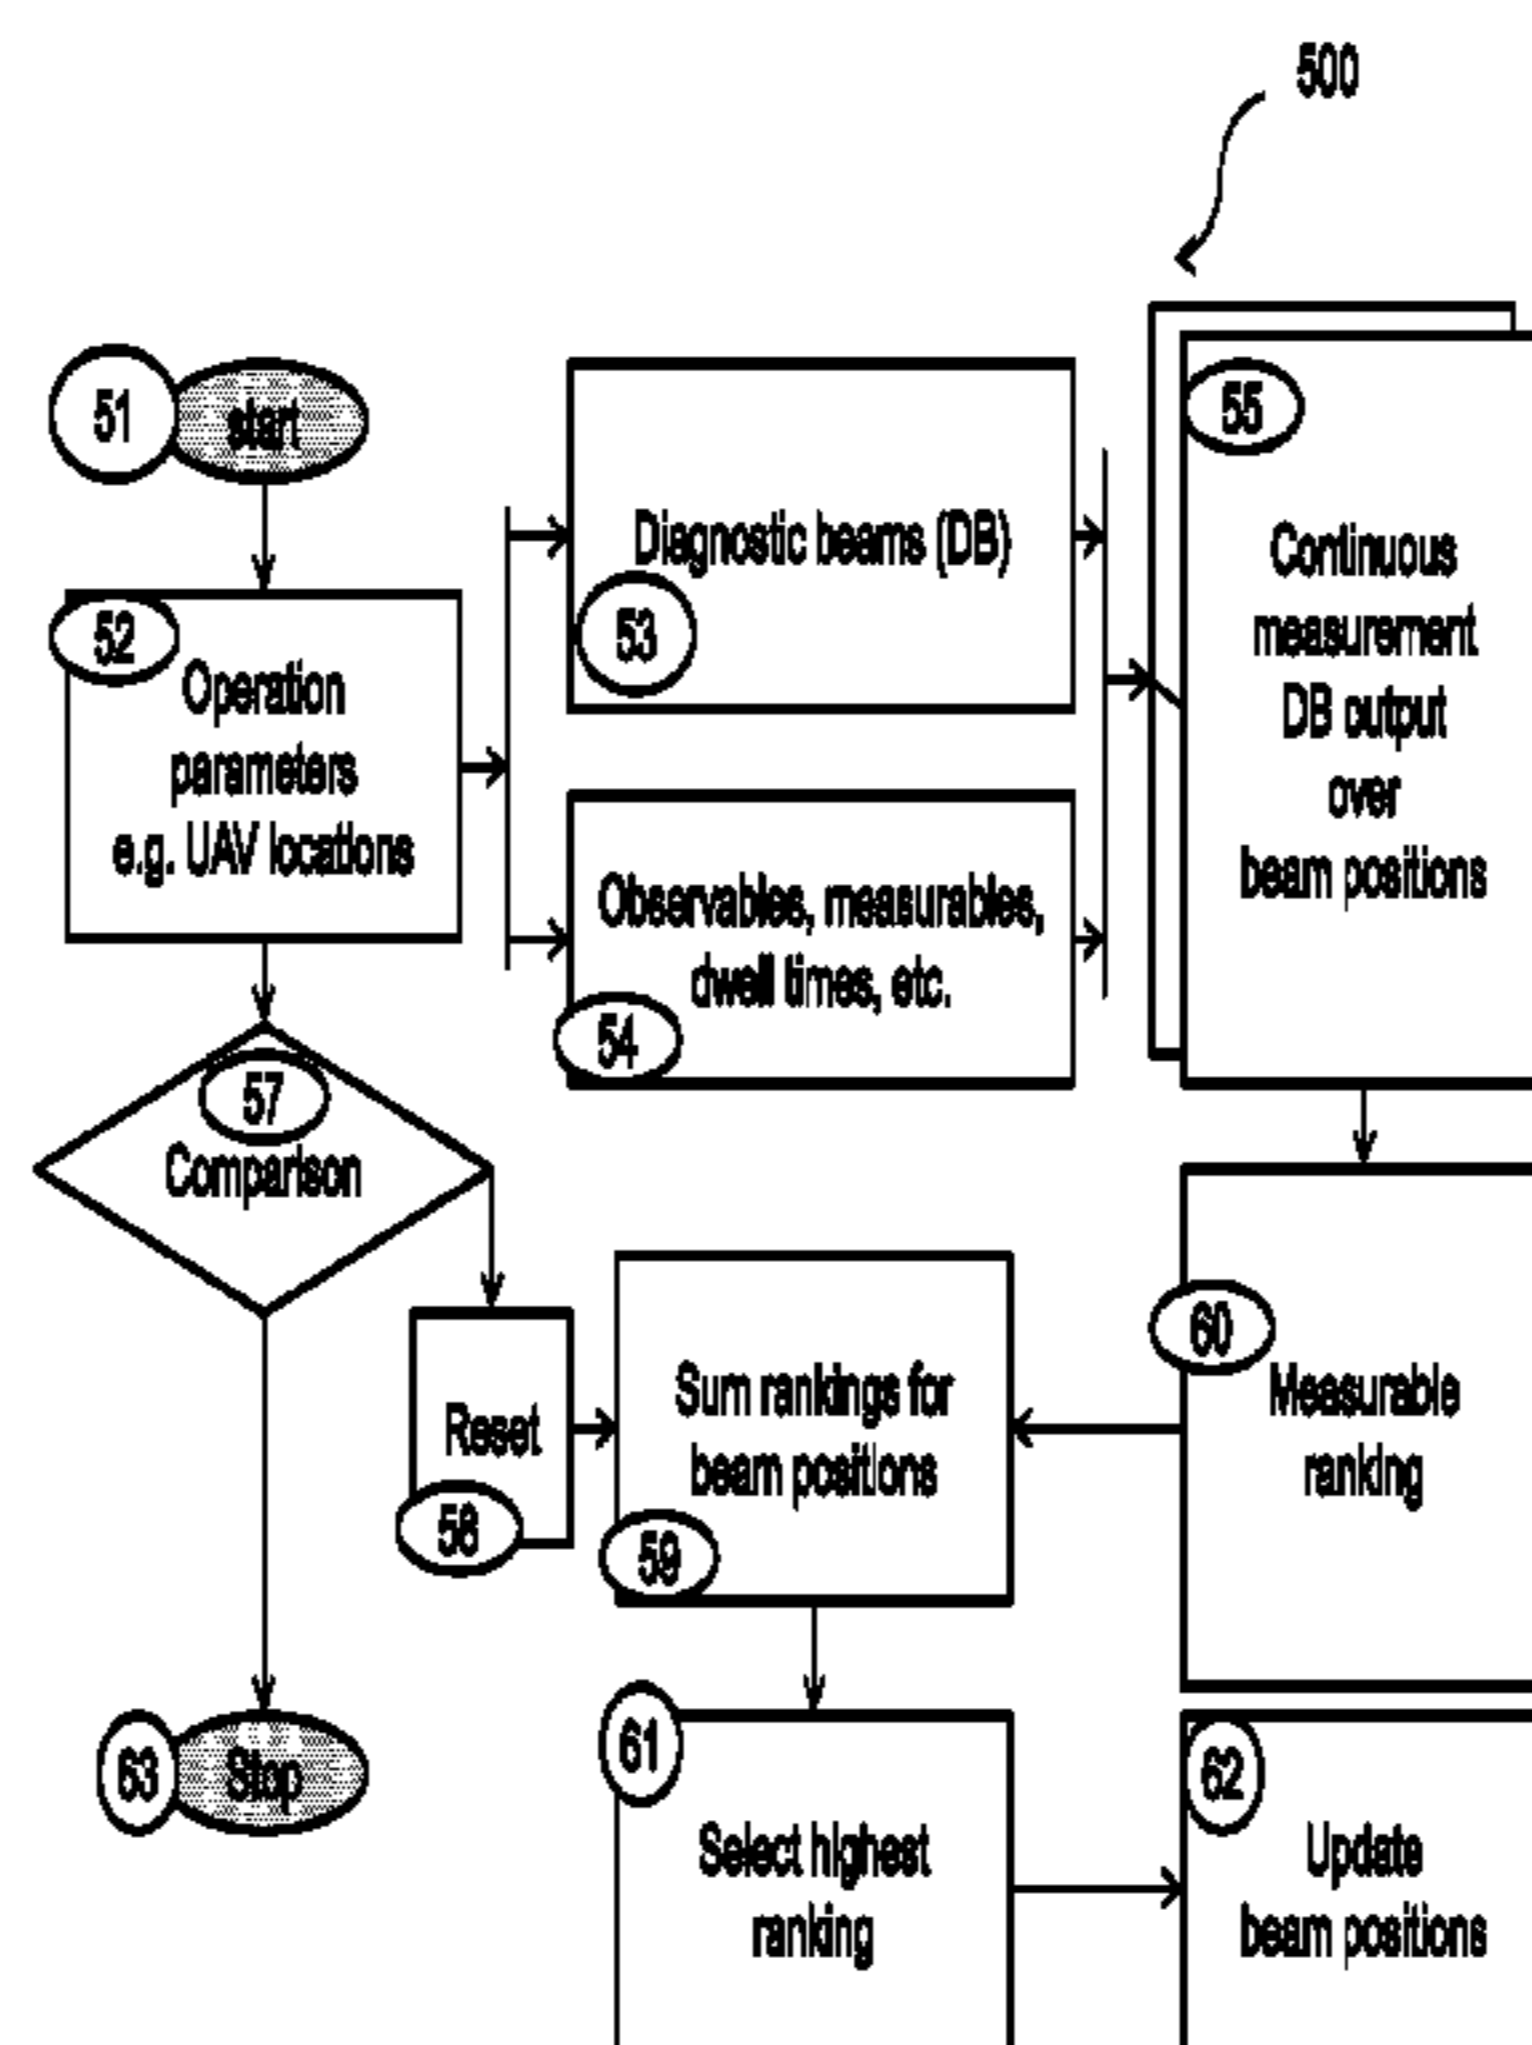 500
51
start
52
Operation
parameters
e.g. UAV locations
Diagnostic beams (DB)
53
Observables, measurables,
dwell times, etc.
54
55
Continuous
measurement
DB output
over
beam positions
57
Comparison
Reset
58
Sum rankings for
beam positions
59
60
Measurable
ranking
63
Stop
61
Select highest
ranking
62
Update
beam positions